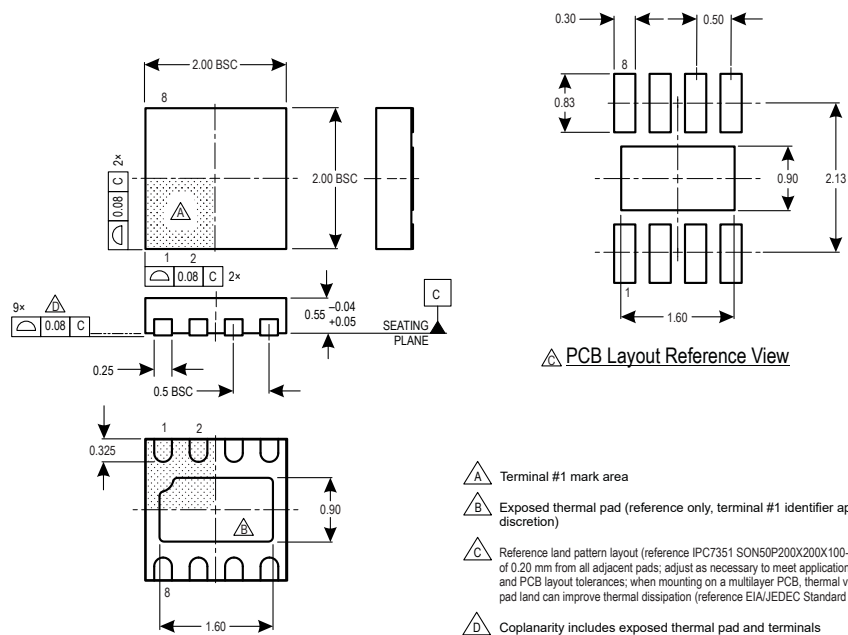 2.00 BSC
8
2×
0.08 C
2.00 BSC
A
1 2
0.08 C 2×
9× D
0.08 C
0.55 –0.04 +0.05
C
SEATING
PLANE
0.25
0.5 BSC
1 2
0.325
0.90
B
8
1.60
0.30
0.50
8
0.83
0.90
2.13
1
1.60
C PCB Layout Reference View
A Terminal #1 mark area
B Exposed thermal pad (reference only, terminal #1 identifier ap
discretion)
C Reference land pattern layout (reference IPC7351 SON50P200X200X100-
of 0.20 mm from all adjacent pads; adjust as necessary to meet application
and PCB layout tolerances; when mounting on a multilayer PCB, thermal v
pad land can improve thermal dissipation (reference EIA/JEDEC Standard
D Coplanarity includes exposed thermal pad and terminals